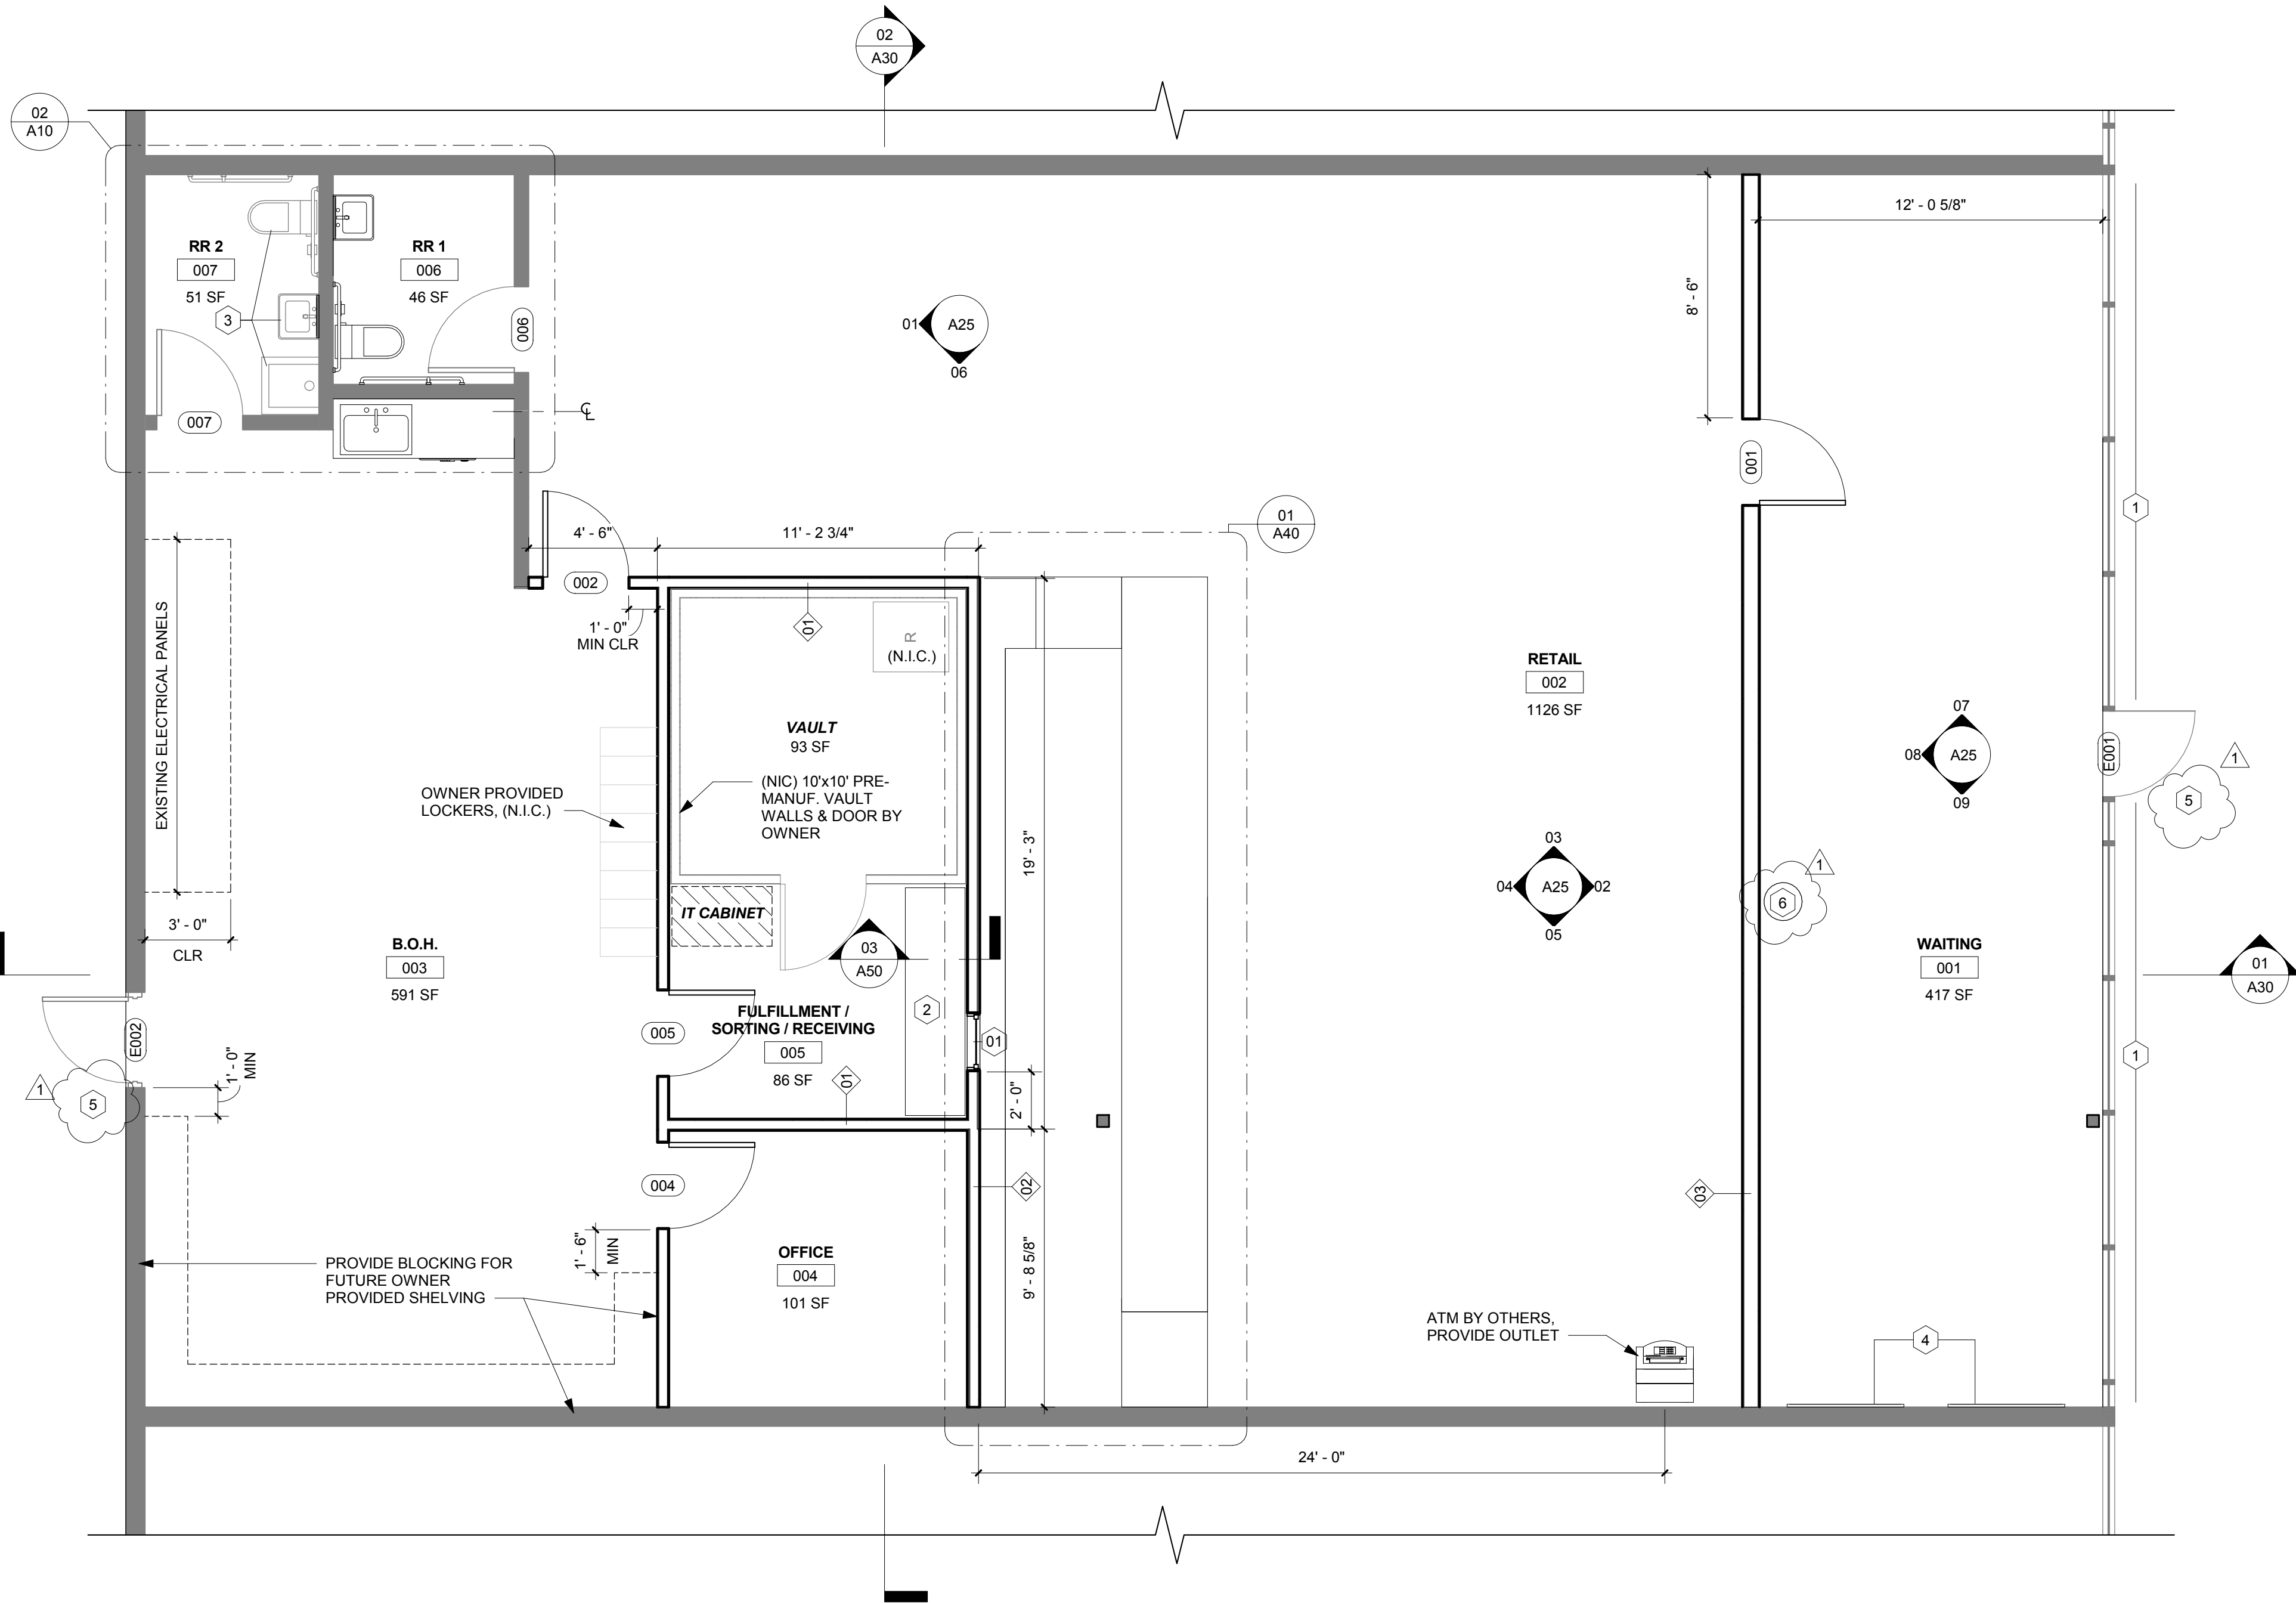 02
A30
02
A10
12' - 0 5/8"
RR 2
007
51 SF
RR 1
006
46 SF
3
006
007
℄
8' - 6"
01
A25
06
001
1
01
A40
4' - 6"
11' - 2 3/4"
002
1' - 0"
MIN CLR
01
R
(N.I.C.)
EXISTING ELECTRICAL PANELS
RETAIL
002
1126 SF
VAULT
93 SF
(NIC) 10'x10' PRE-
MANUF. VAULT
WALLS & DOOR BY
OWNER
OWNER PROVIDED
LOCKERS, (N.I.C.)
19' - 3"
07
08
A25
09
E001
1
5
03
04
A25
02
05
1
6
IT CABINET
3' - 0"
CLR
B.O.H.
003
591 SF
03
A50
WAITING
001
417 SF
01
A30
2
FULFILLMENT /
SORTING / RECEIVING
005
86 SF
005
01
01
E002
1' - 0"
MIN
1
5
2' - 0"
1
004
02
03
1' - 6"
MIN
OFFICE
004
101 SF
9' - 8 5/8"
PROVIDE BLOCKING FOR
FUTURE OWNER
PROVIDED SHELVING
ATM BY OTHERS,
PROVIDE OUTLET
4
24' - 0"